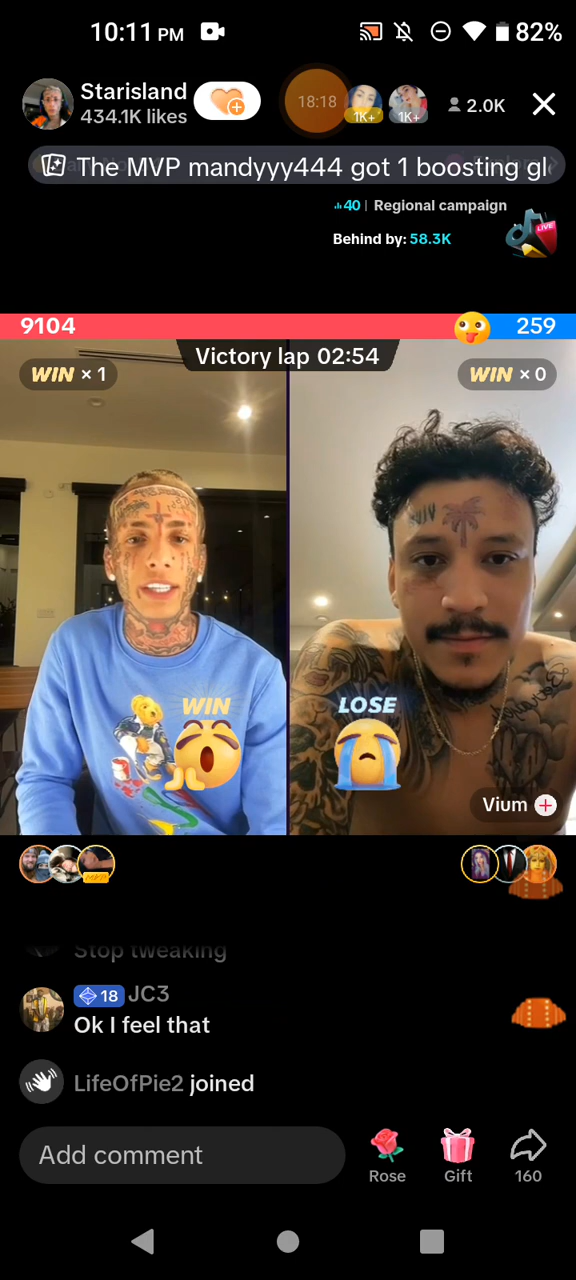 10:11 PM
82%
Starisland
434.1K likes
18:18
1K+
1K+
2.0K
The MVP mandyyy444 got 1 boosting gl
40 | Regional campaign
LIVE
Behind by: 58.3K
9104
259
Victory lap 02:54
WIN × 1
WIN × 0
WIN
LOSE
Vium
Stop tweaking
18 JC3
Ok I feel that
LifeOfPie2 joined
Add comment
Rose
Gift
160